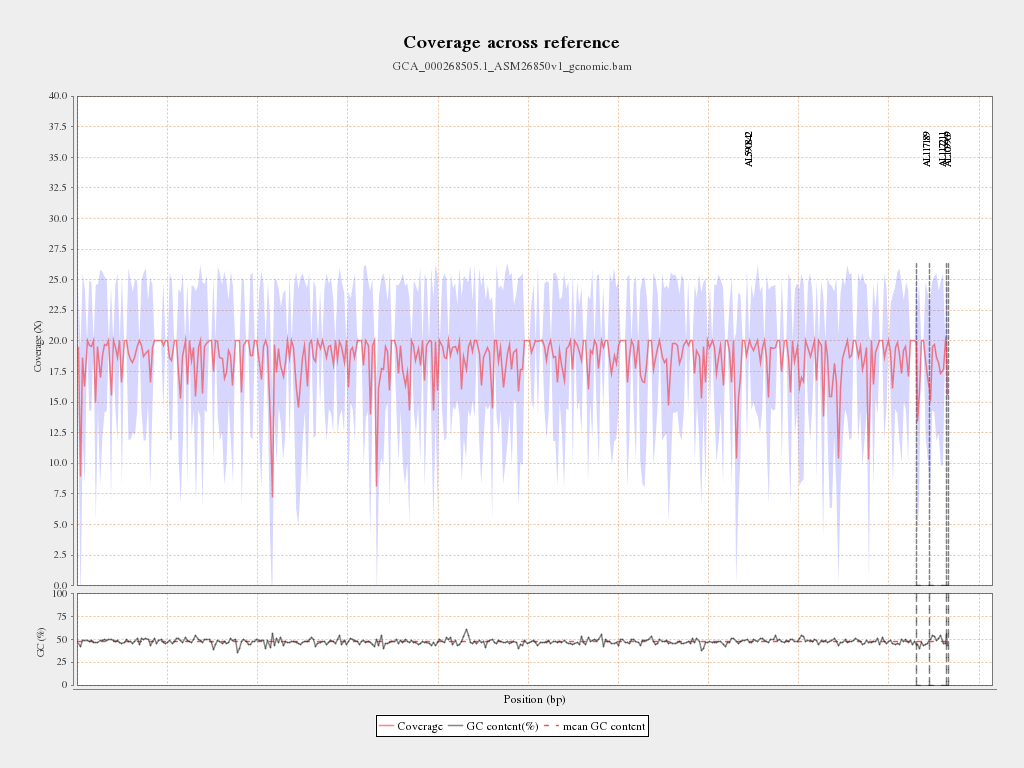 Coverage across reference
GCA_000268505.1_ASM26850v1_genomic.bam
40.0
37.5
35.0
32.5
30.0
27.5
25.0
22.5
20.0
17.5
15.0
12.5
10.0
7.5
5.0
2.5
0.0
Coverage (X)
AL117189
100
75
50
25
0
GC (%)
Position (bp)
Coverage
GC content(%)
mean GC content